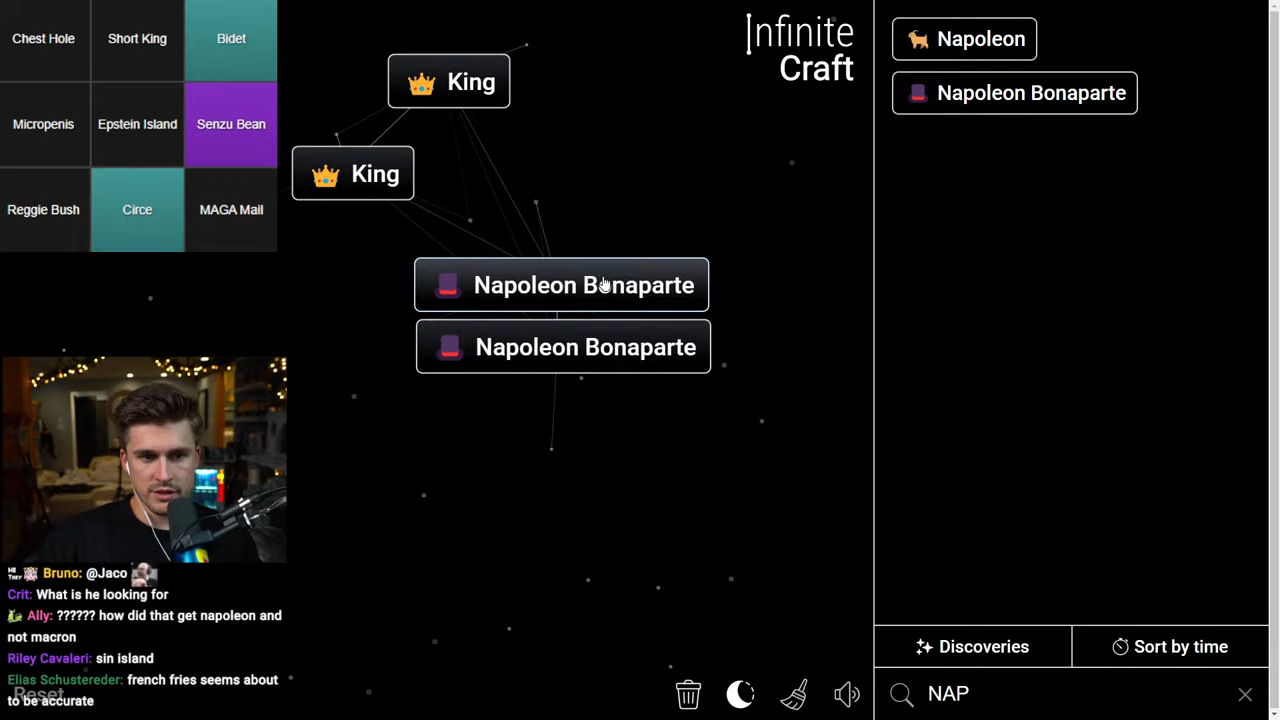 Chest Hole
Short King
Bidet
Micropenis
Epstein Island
Senzu Bean
Reggie Bush
Circe
MAGA Mail
King
King
Napoleon Bonaparte
Napoleon Bonaparte
Infinite
Craft
Napoleon
Napoleon Bonaparte
Bruno: @Jaco
Crit: What is he looking for
Ally: ?????? how did that get napoleon and
not macron
Riley Cavaleri: sin island
Elias Schustereder: french fries seems about
to be accurate
Reset
Discoveries
Sort by time
NAP